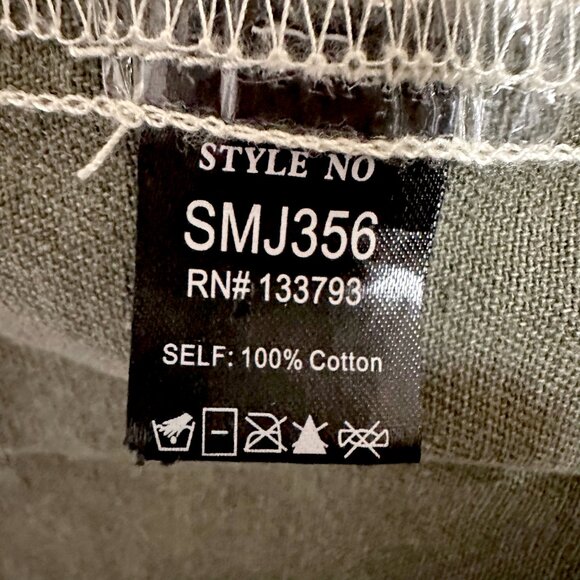 STYLE NO
SMJ356
RN# 133793
SELF: 100% Cotton